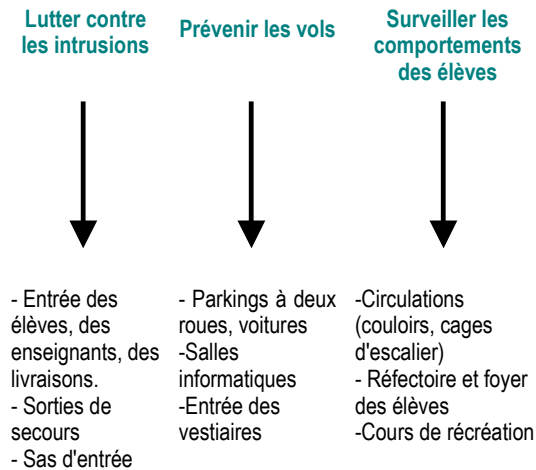 Lutter contre
les intrusions
Prévenir les vols
Surveiller les
comportements
des élèves
- Entrée des
élèves, des
enseignants, des
livraisons.
- Sorties de
secours
- Sas d'entrée
- Parkings à deux
roues, voitures
-Salles
informatiques
-Entrée des
vestiaires
-Circulations
(couloirs, cages
d'escalier)
- Réfectoire et foyer
des élèves
-Cours de récréation